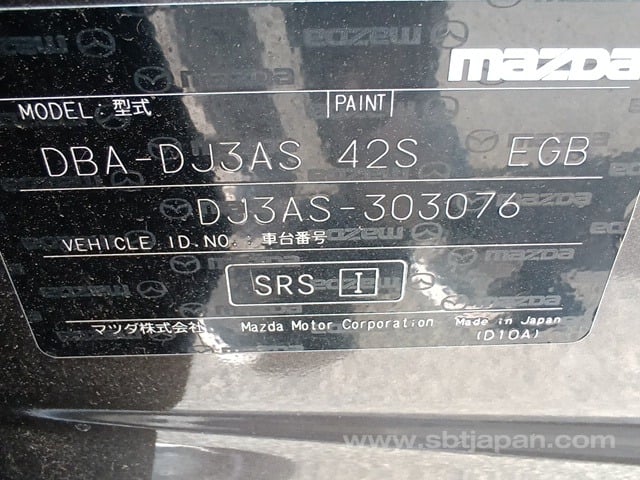 mazda
MODEL・型式 PAINT
DBA-DJ3AS 42S EGB
DJ3AS-303076
VEHICLE ID.NO.:車台番号
SRS I
マツダ株式会社. Mazda Motor Corporation Made in Japan
(D10A)
www.sbtjapan.com